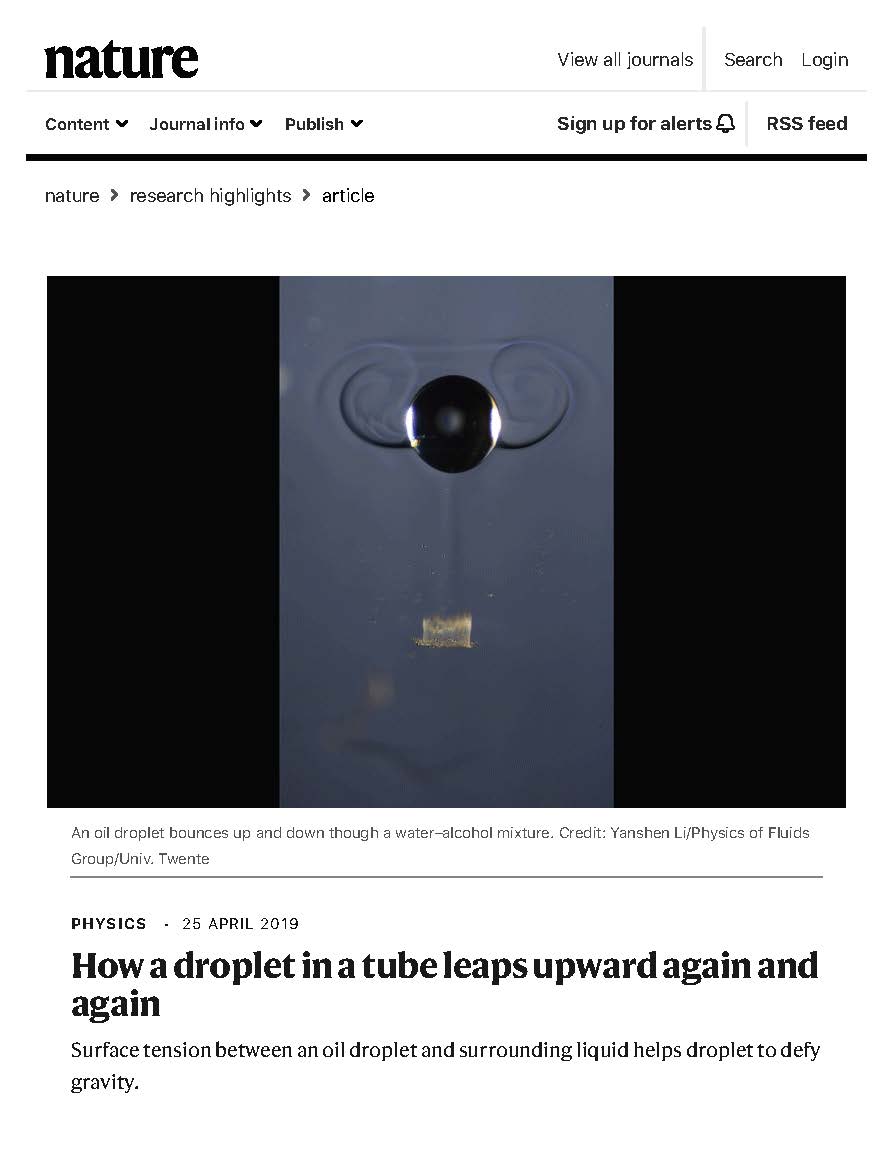 nature
View all journals
Search
Login
Content
Journal info
Publish
Sign up for alerts
RSS feed
nature
research highlights
article
An oil droplet bounces up and down though a water–alcohol mixture. Credit: Yanshen Li/Physics of Fluids
Group/Univ. Twente
PHYSICS · 25 APRIL 2019
How a droplet in a tube leaps upward again and
again
Surface tension between an oil droplet and surrounding liquid helps droplet to defy
gravity.